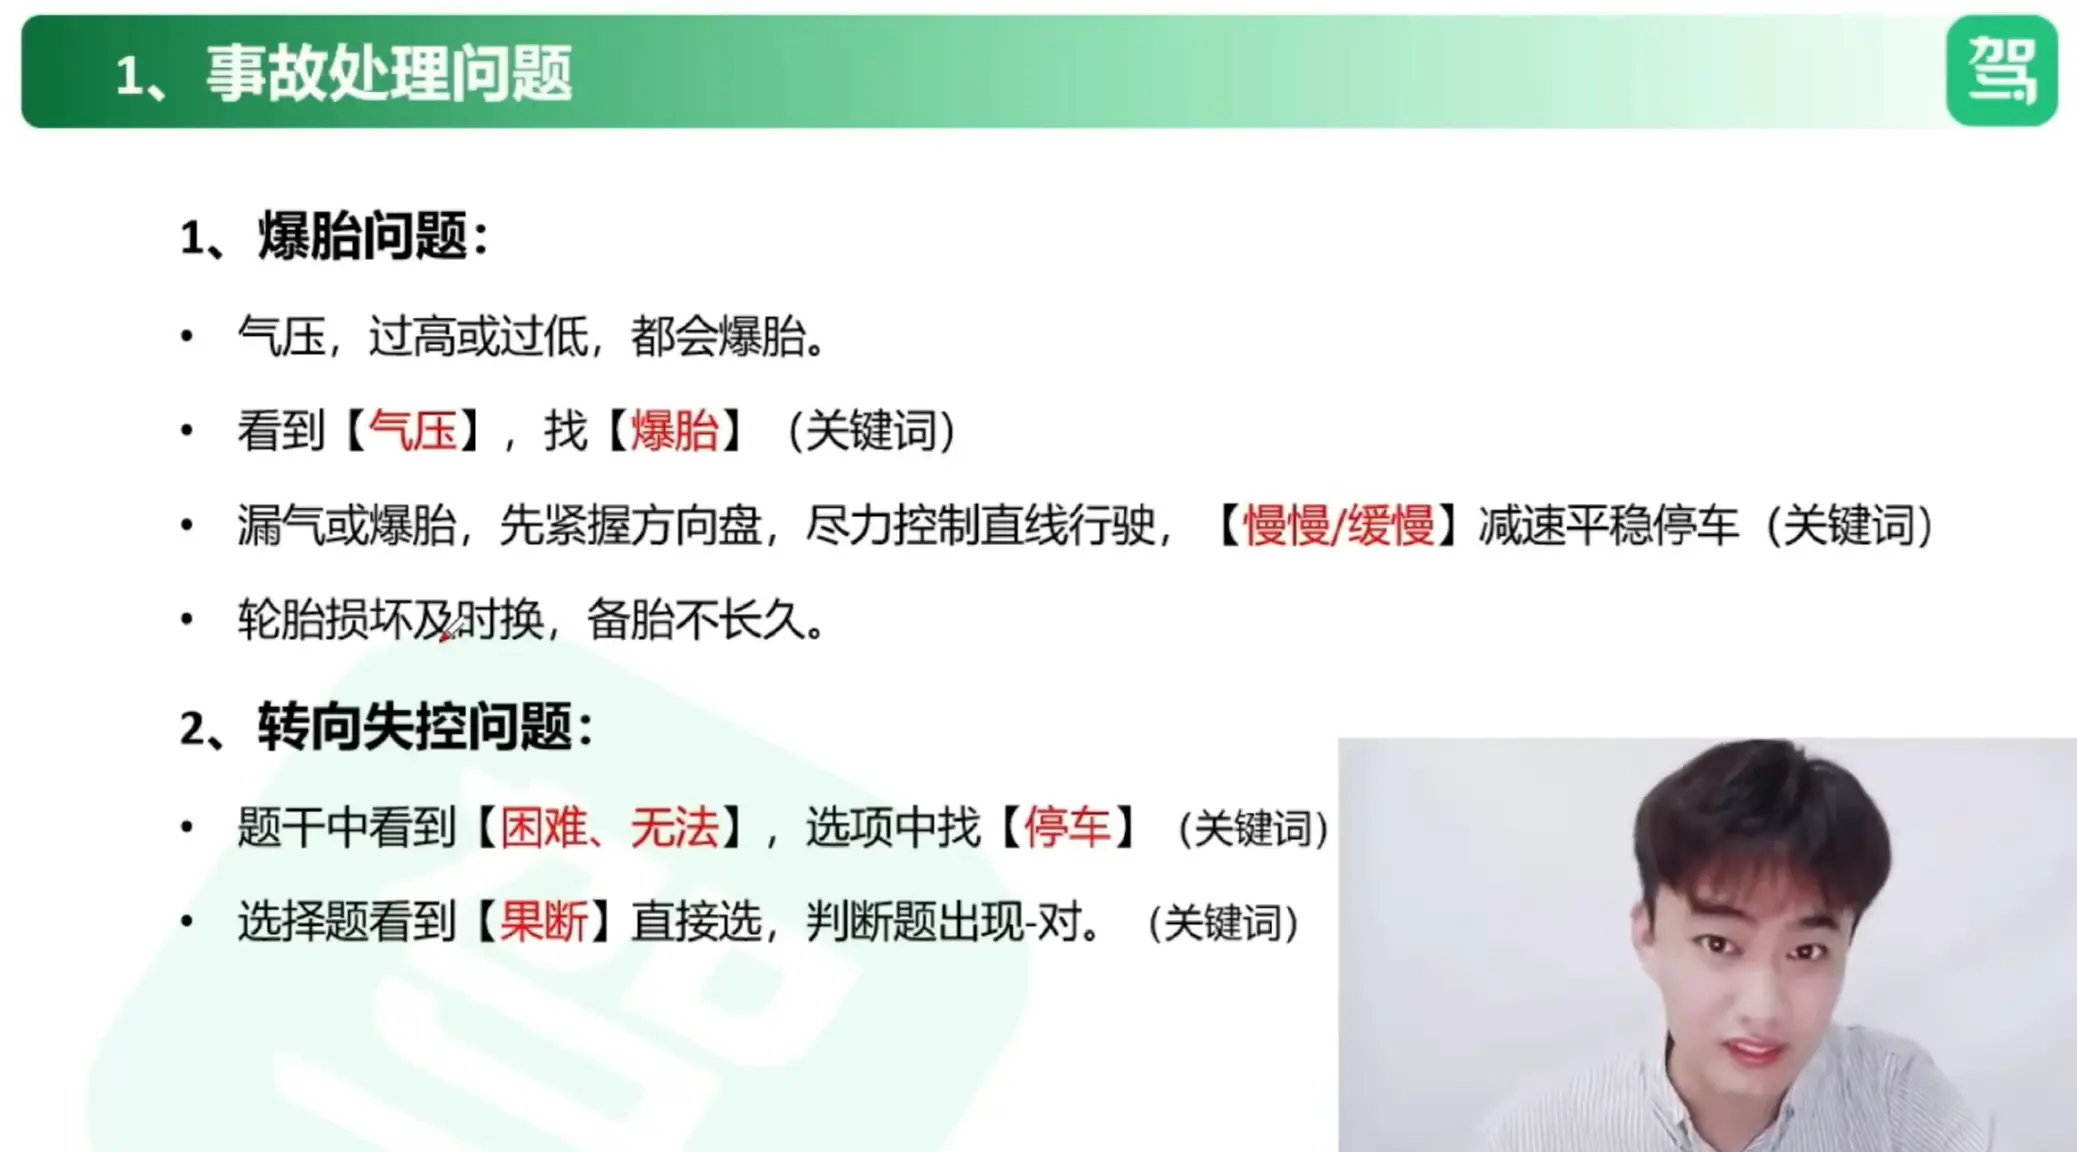 1、事故处理问题
驾
1、爆胎问题：
• 气压，过高或过低，都会爆胎。
• 看到【气压】，找【爆胎】（关键词）
• 漏气或爆胎，先紧握方向盘，尽力控制直线行驶，【慢慢/缓慢】减速平稳停车（关键词）
• 轮胎损坏及时换，备胎不长久。
2、转向失控问题：
• 题干中看到【困难、无法】，选项中找【停车】（关键词）
• 选择题看到【果断】直接选，判断题出现-对。（关键词）